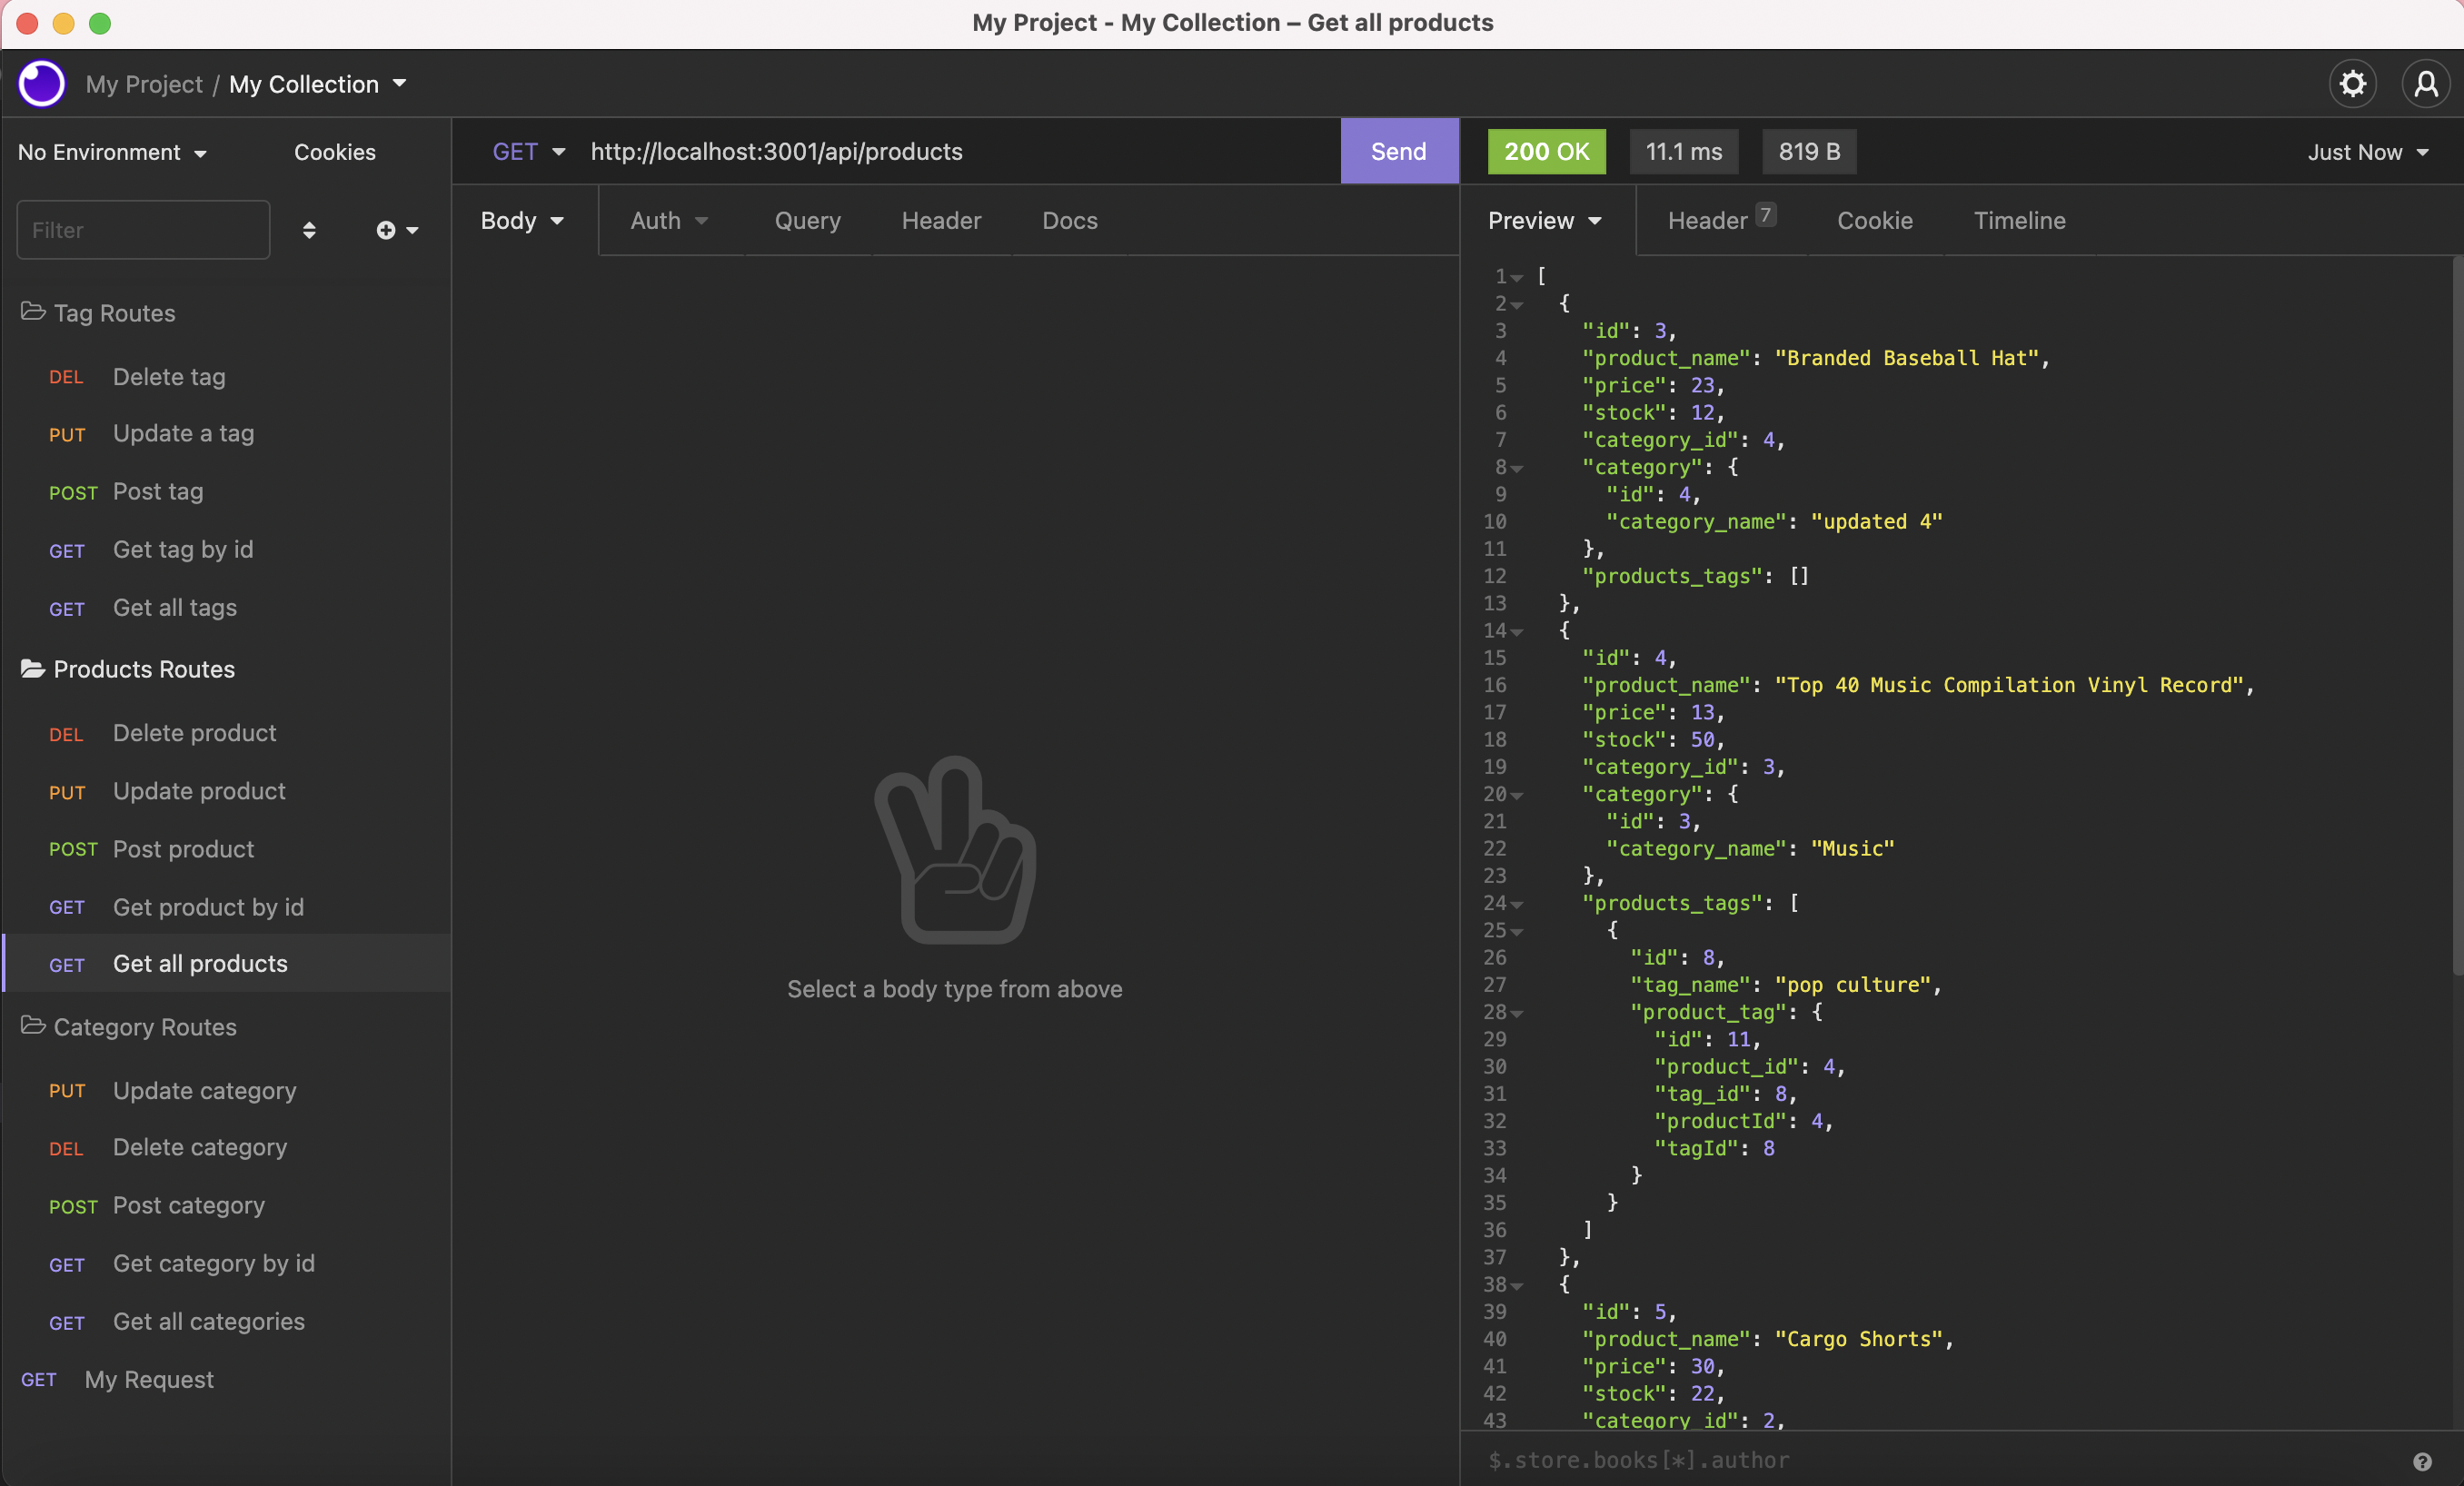 My Project - My Collection – Get all products
My Project / My Collection
No Environment
Cookies
Filter
Tag Routes
DEL Delete tag
PUT Update a tag
POST Post tag
GET Get tag by id
GET Get all tags
Products Routes
DEL Delete product
PUT Update product
POST Post product
GET Get product by id
GET Get all products
Category Routes
PUT Update category
DEL Delete category
POST Post category
GET Get category by id
GET Get all categories
GET My Request
GET http://localhost:3001/api/products Send
Body Auth Query Header Docs
Select a body type from above
200 OK 11.1 ms 819 B Just Now
Preview Header 7 Cookie Timeline
1 [
2 {
3 "id": 3,
4 "product_name": "Branded Baseball Hat",
5 "price": 23,
6 "stock": 12,
7 "category_id": 4,
8 "category": {
9 "id": 4,
10 "category_name": "updated 4"
11 },
12 "products_tags": []
13 },
14 {
15 "id": 4,
16 "product_name": "Top 40 Music Compilation Vinyl Record",
17 "price": 13,
18 "stock": 50,
19 "category_id": 3,
20 "category": {
21 "id": 3,
22 "category_name": "Music"
23 },
24 "products_tags": [
25 {
26 "id": 8,
27 "tag_name": "pop culture",
28 "product_tag": {
29 "id": 11,
30 "product_id": 4,
31 "tag_id": 8,
32 "productId": 4,
33 "tagId": 8
34 }
35 }
36 ]
37 },
38 {
39 "id": 5,
40 "product_name": "Cargo Shorts",
41 "price": 30,
42 "stock": 22,
43 "category_id": 2,
$.store.books[*].author